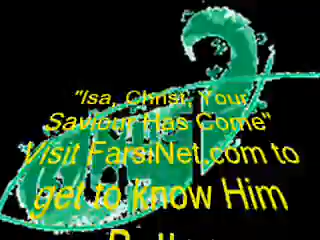 "Isa, Christ, Your
Saviour Has Come"
Visit FarsiNet.com to
get to know Him